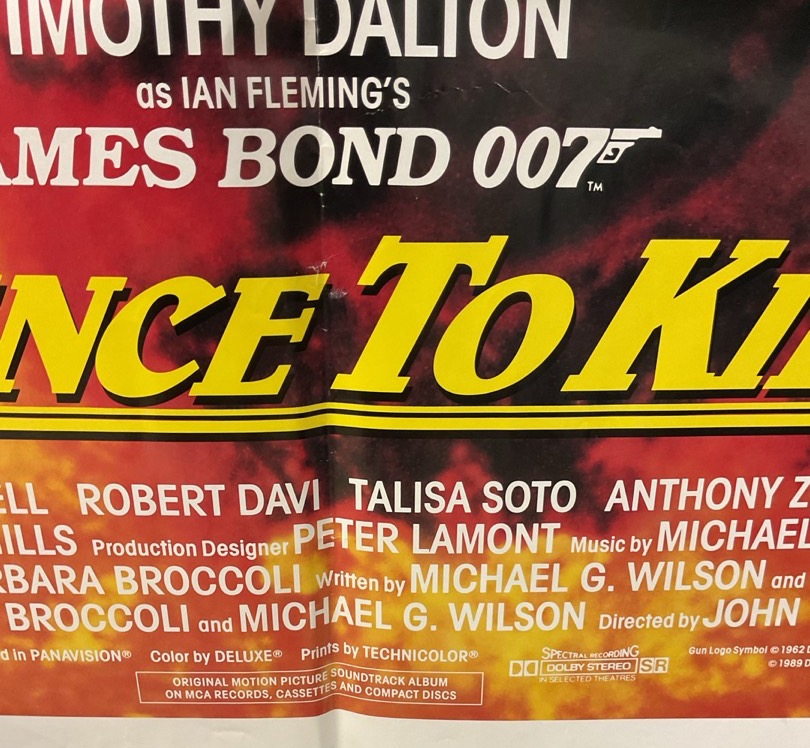 IMOTHY DALTON
as IAN FLEMING'S
AMES BOND 007
TM
NCE TO KI
ELL ROBERT DAVI TALISA SOTO ANTHONY Z
ILLS Production Designer PETER LAMONT Music by MICHAEL
RBARA BROCCOLI Written by MICHAEL G. WILSON and
BROCCOLI and MICHAEL G. WILSON Directed by JOHN
d in PANAVISION® Color by DELUXE® Prints by TECHNICOLOR®
SPECTRAL RECORDING
DOLBY STEREO SR
IN SELECTED THEATRES
Gun Logo Symbol © 1962 D
© 1989 D
ORIGINAL MOTION PICTURE SOUNDTRACK ALBUM
ON MCA RECORDS, CASSETTES AND COMPACT DISCS